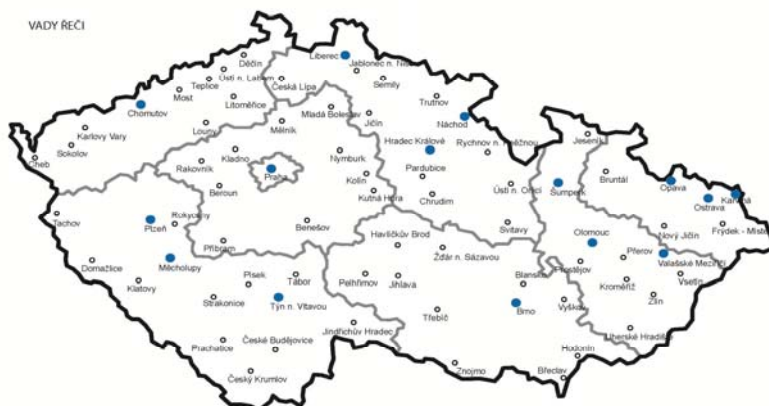 VADY ŘEČI
Děčín
Liberec
Jablonec n. Nisou
Ústí n. Labem
Teplice
Česká Lípa
Semily
Most
Chomutov
Litoměřice
Trutnov
Mladá Boleslav
Jičín
Louny
Mělník
Náchod
Karlovy Vary
Sokolov
Cheb
Kladno
Rakovník
Praha
Nymburk
Hradec Králové
Rychnov n. Kněžnou
Jeseník
Beroun
Kolín
Pardubice
Bruntál
Kutná Hora
Chrudim
Ústí n. Orlicí
Šumperk
Opava
Ostrava
Karviná
Tachov
Plzeň
Rokycany
Příbram
Benešov
Svitavy
Nový Jičín
Frýdek - Místek
Havlíčkův Brod
Žďár n. Sázavou
Olomouc
Domažlice
Měcholupy
Přerov
Valašské Meziříčí
Klatovy
Písek
Tábor
Pelhřimov
Jihlava
Blansko
Prostějov
Kroměříž
Vsetín
Strakonice
Týn n. Vltavou
Třebíč
Brno
Vyškov
Zlín
Jindřichův Hradec
Uherské Hradiště
Prachatice
České Budějovice
Hodonín
Český Krumlov
Znojmo
Břeclav